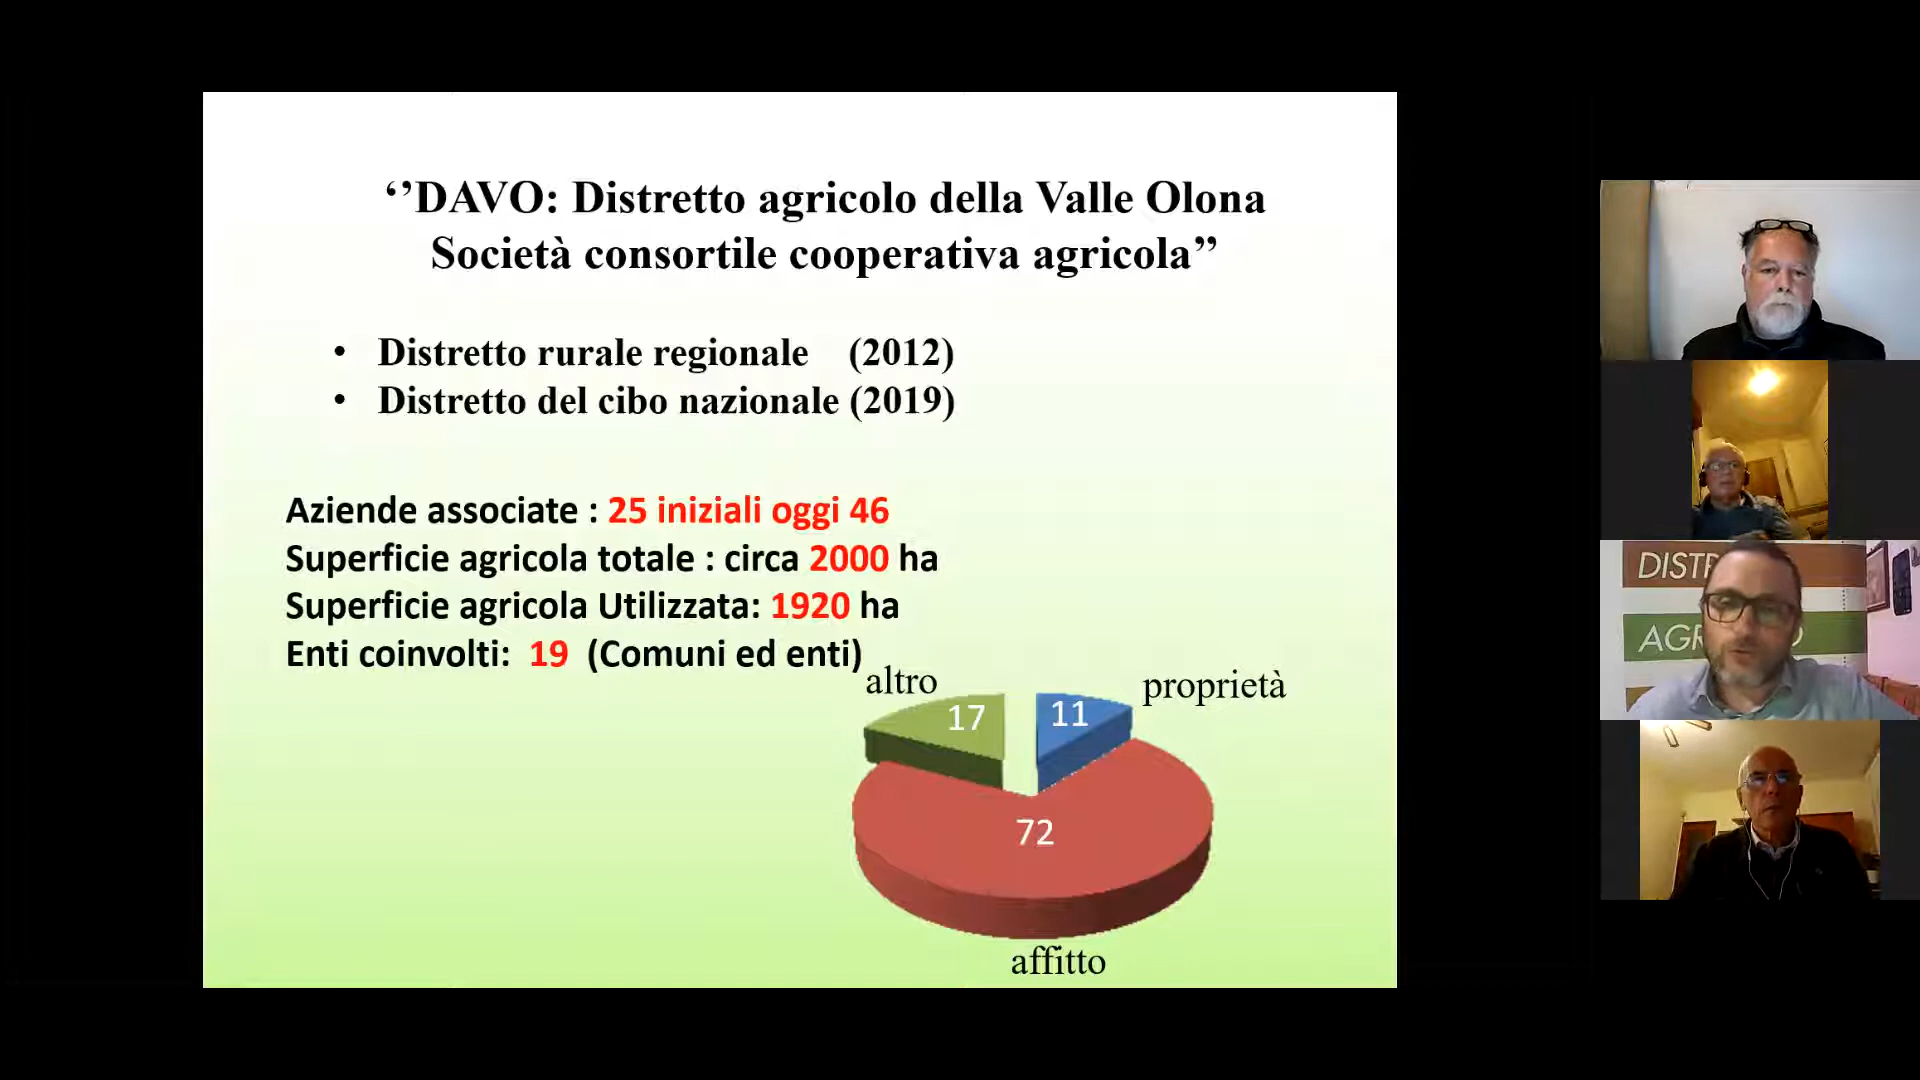 ‘’DAVO: Distretto agricolo della Valle Olona
Società consortile cooperativa agricola’’
• Distretto rurale regionale (2012)
• Distretto del cibo nazionale (2019)
Aziende associate : 25 iniziali oggi 46
Superficie agricola totale : circa 2000 ha
Superficie agricola Utilizzata: 1920 ha
Enti coinvolti: 19 (Comuni ed enti)
altro
proprietà
17
11
72
affitto